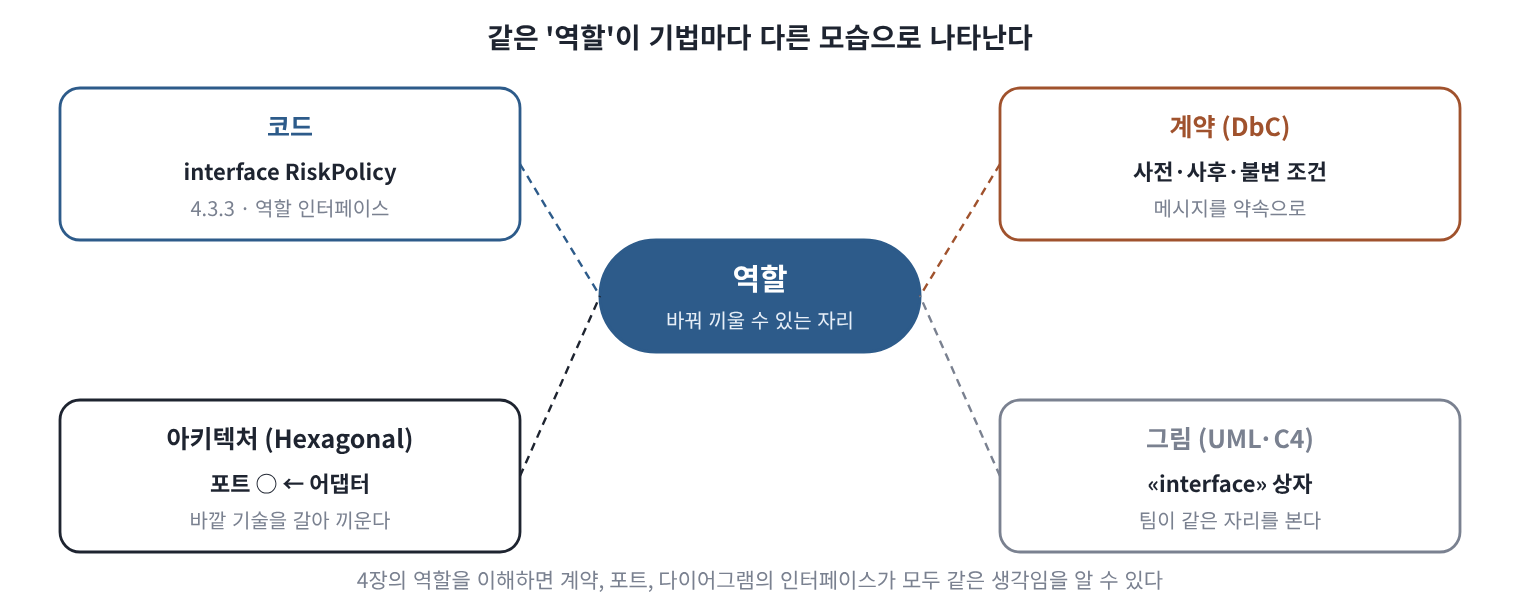 같은 '역할'이 기법마다 다른 모습으로 나타난다
코드
interface RiskPolicy
4.3.3 · 역할 인터페이스
계약 (DbC)
사전·사후·불변 조건
메시지를 약속으로
역할
바꿔 끼울 수 있는 자리
아키텍처 (Hexagonal)
포트 ○ ← 어댑터
바깥 기술을 갈아 끼운다
그림 (UML·C4)
«interface» 상자
팀이 같은 자리를 본다
4장의 역할을 이해하면 계약, 포트, 다이어그램의 인터페이스가 모두 같은 생각임을 알 수 있다